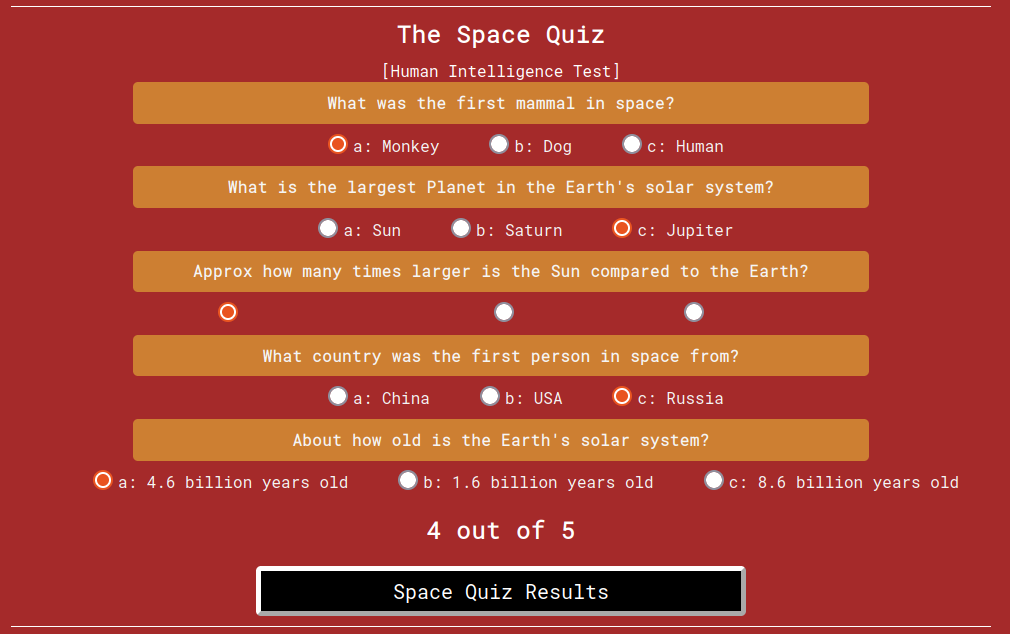 The Space Quiz
[Human Intelligence Test]
What was the first mammal in space?
a: Monkey b: Dog c: Human
What is the largest Planet in the Earth's solar system?
a: Sun b: Saturn c: Jupiter
Approx how many times larger is the Sun compared to the Earth?
What country was the first person in space from?
a: China b: USA c: Russia
About how old is the Earth's solar system?
a: 4.6 billion years old b: 1.6 billion years old c: 8.6 billion years old
4 out of 5
Space Quiz Results